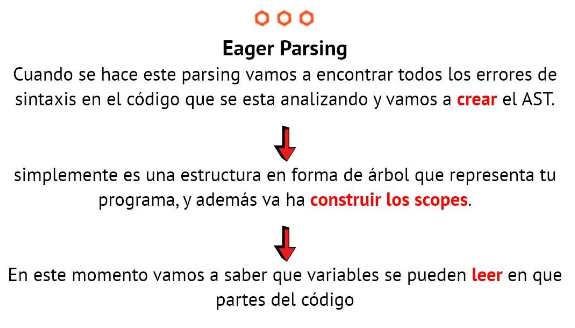 Eager Parsing
Cuando se hace este parsing vamos a encontrar todos los errores de
sintaxis en el código que se esta analizando y vamos a crear el AST.
simplemente es una estructura en forma de árbol que representa tu
programa, y además va ha construir los scopes.
En este momento vamos a saber que variables se pueden leer en que
partes del código